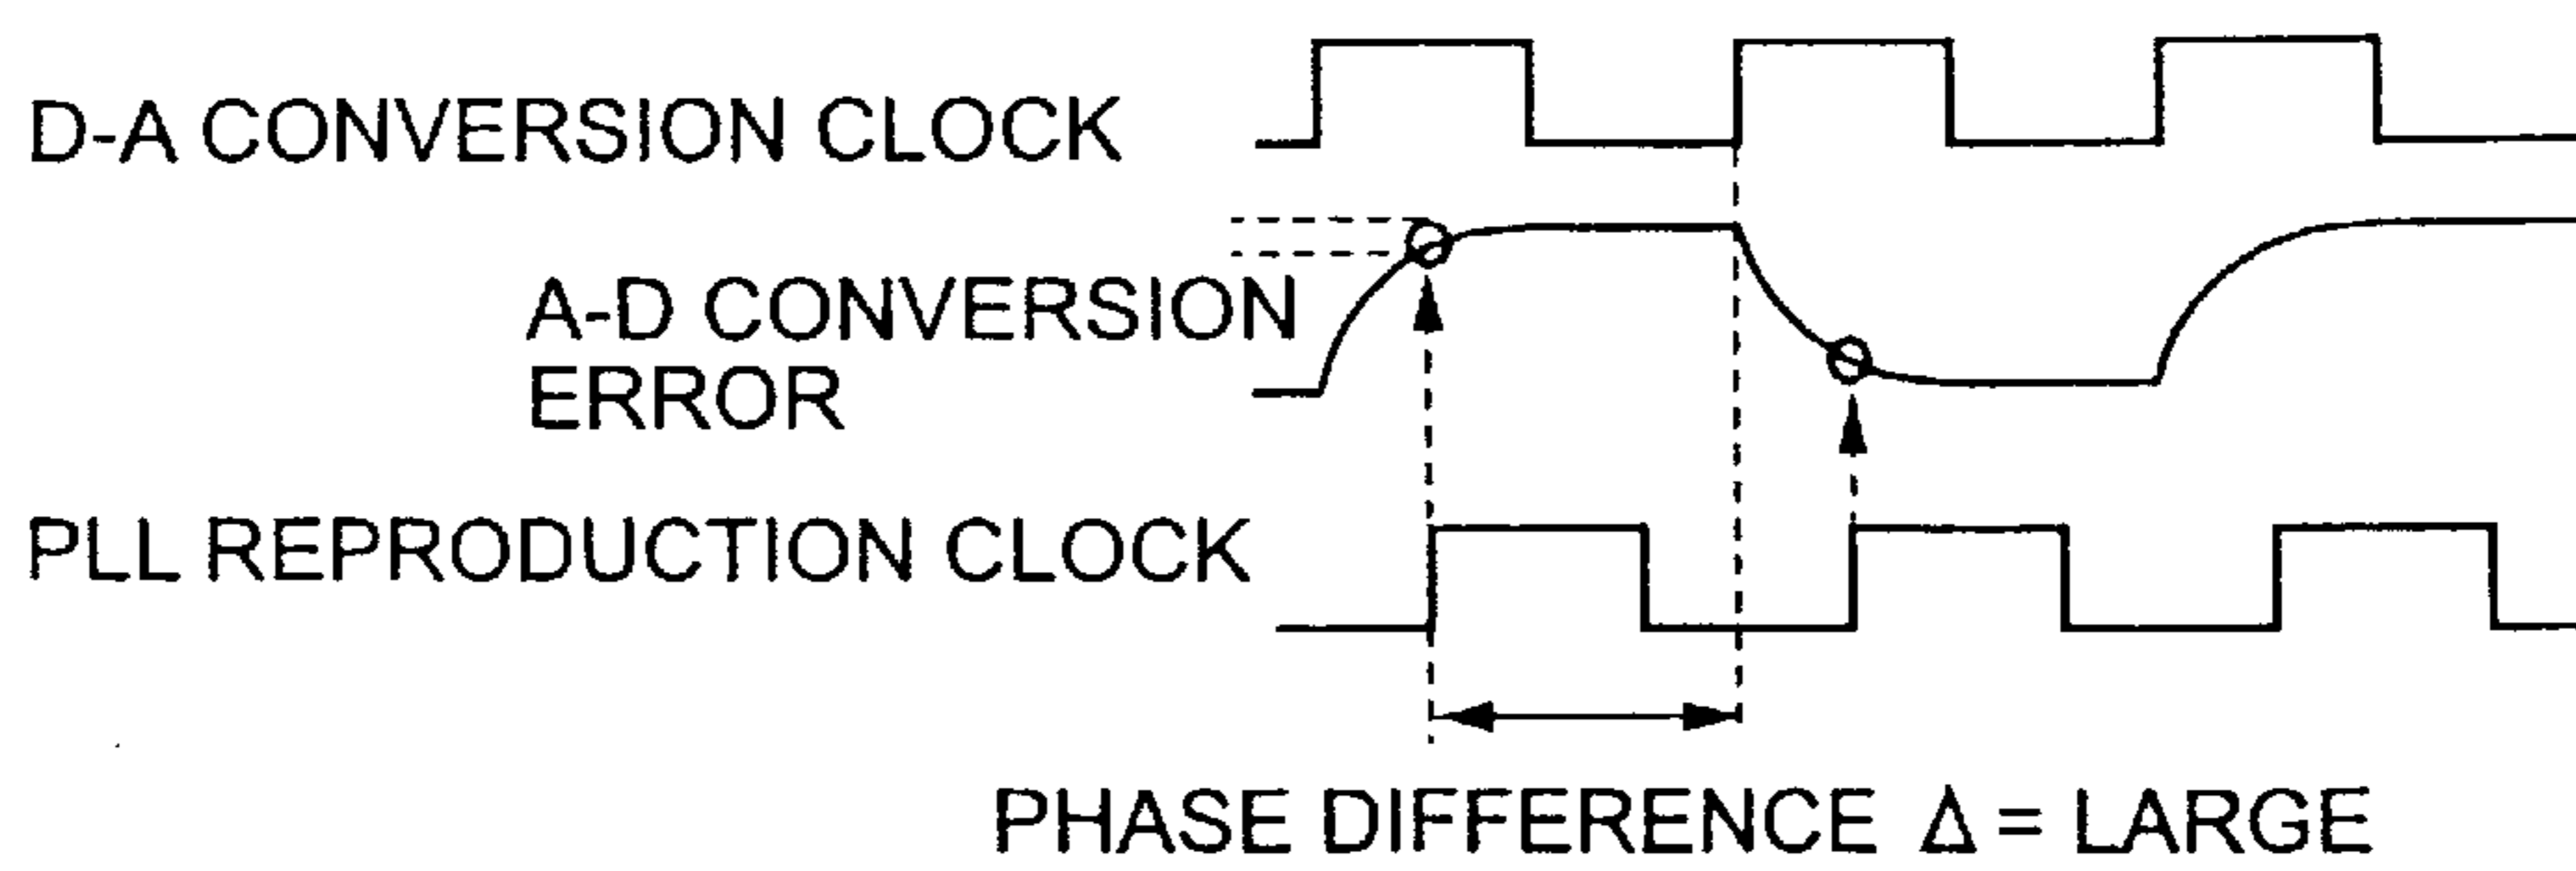 D-A CONVERSION CLOCK
A-D CONVERSION
ERROR
PLL REPRODUCTION CLOCK
PHASE DIFFERENCE Δ = LARGE